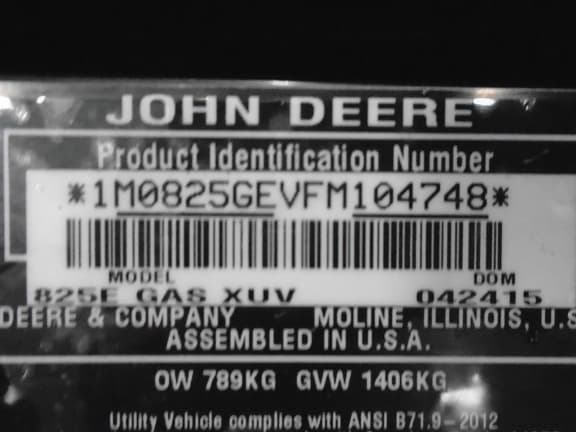 JOHN DEERE
Product Identification Number
*1M0825GEVFM104748*
MODEL DOM
825E GAS XUV 042415
DEERE & COMPANY MOLINE, ILLINOIS, U.S
ASSEMBLED IN U.S.A.
OW 789KG GVW 1406KG
Utility Vehicle complies with ANSI B71.9-2012